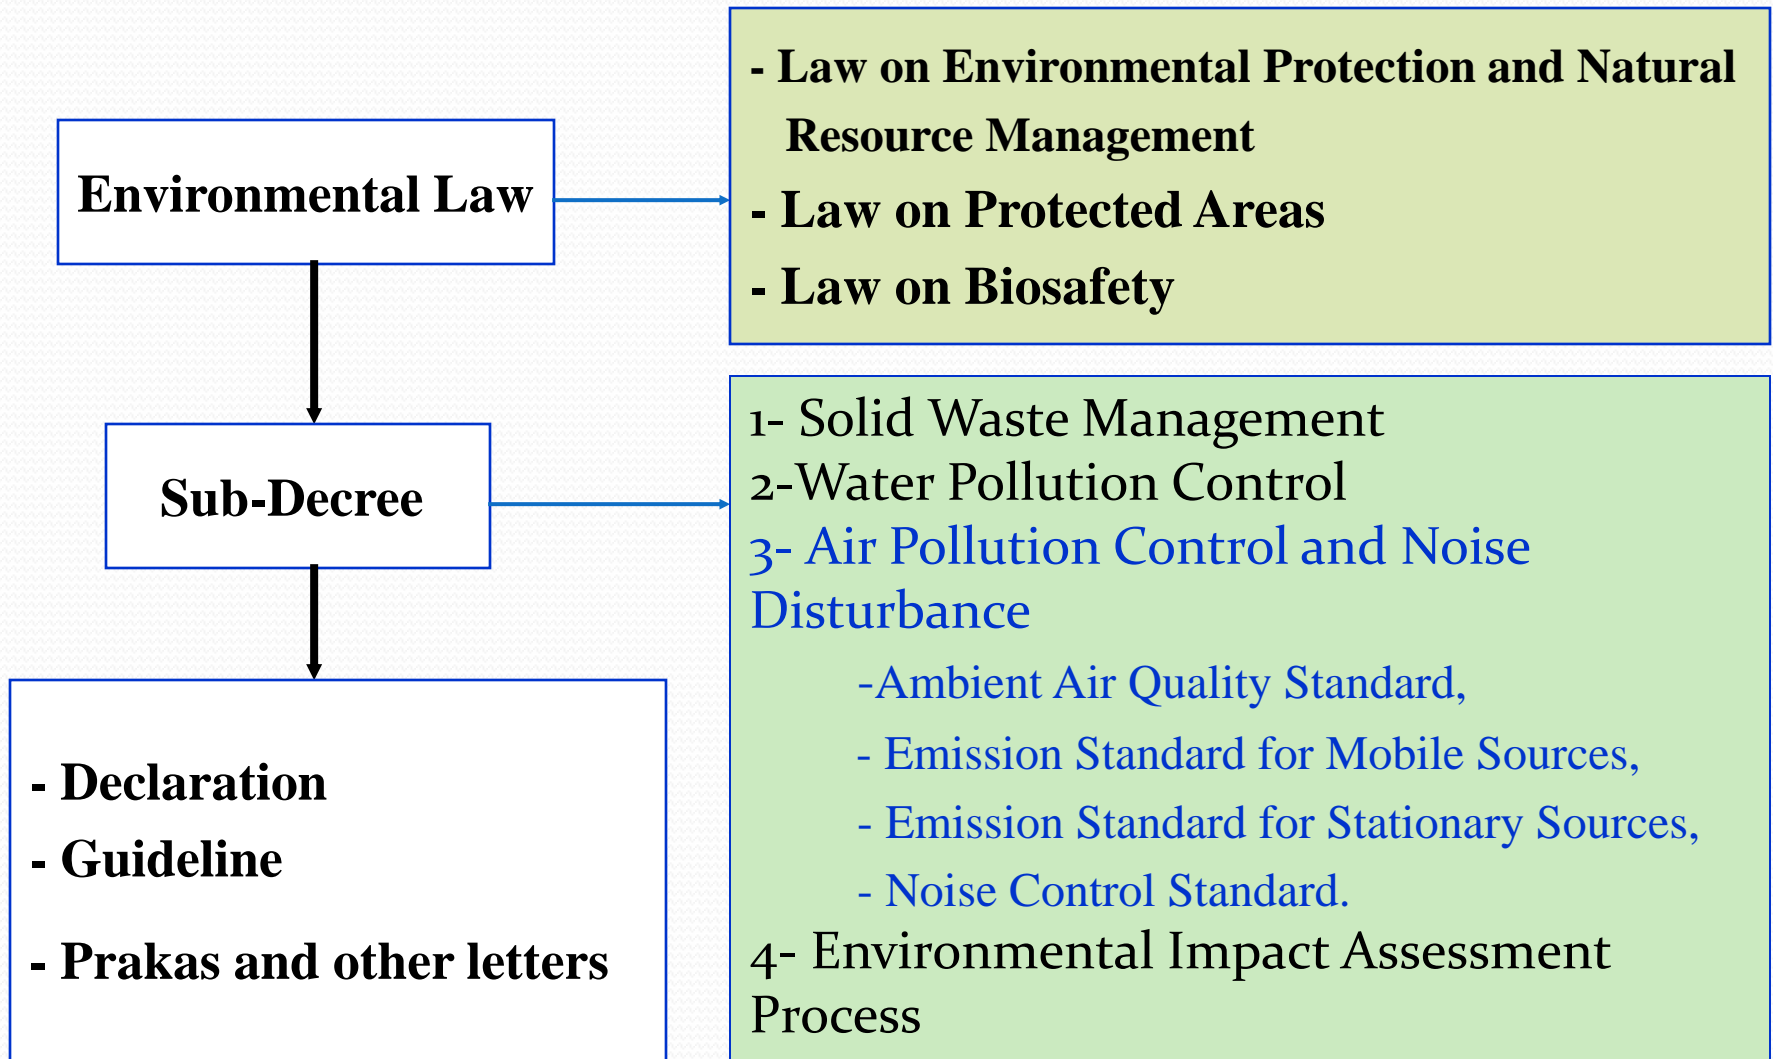 Environmental Law
- Law on Environmental Protection and Natural
Resource Management
- Law on Protected Areas
- Law on Biosafety
Sub-Decree
1- Solid Waste Management
2-Water Pollution Control
3- Air Pollution Control and Noise
Disturbance
-Ambient Air Quality Standard,
- Emission Standard for Mobile Sources,
- Emission Standard for Stationary Sources,
- Noise Control Standard.
4- Environmental Impact Assessment
Process
- Declaration
- Guideline
- Prakas and other letters